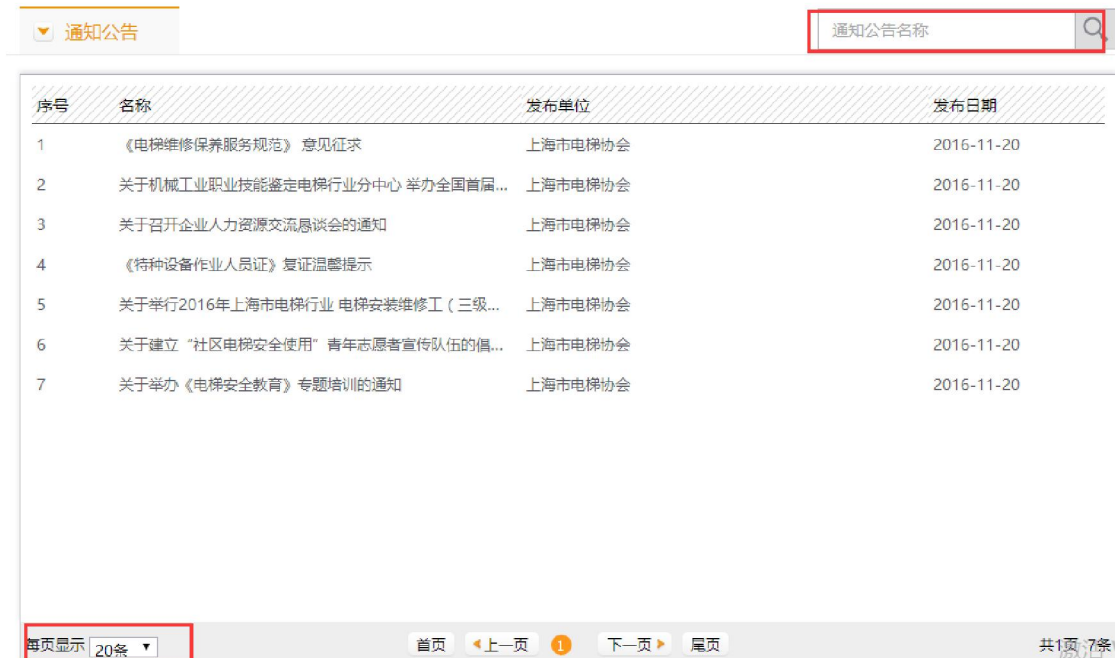 通知公告
通知公告名称
序号 名称 发布单位 发布日期
1 《电梯维修保养服务规范》 意见征求 上海市电梯协会 2016-11-20
2 关于机械工业职业技能鉴定电梯行业分中心 举办全国首届... 上海市电梯协会 2016-11-20
3 关于召开企业人力资源交流恳谈会的通知 上海市电梯协会 2016-11-20
4 《特种设备作业人员证》复证温馨提示 上海市电梯协会 2016-11-20
5 关于举行2016年上海市电梯行业 电梯安装维修工（三级... 上海市电梯协会 2016-11-20
6 关于建立“社区电梯安全使用”青年志愿者宣传队伍的倡... 上海市电梯协会 2016-11-20
7 关于举办《电梯安全教育》专题培训的通知 上海市电梯协会 2016-11-20
每页显示 20条 首页 上一页 1 下一页 尾页 共1页 7条
激活